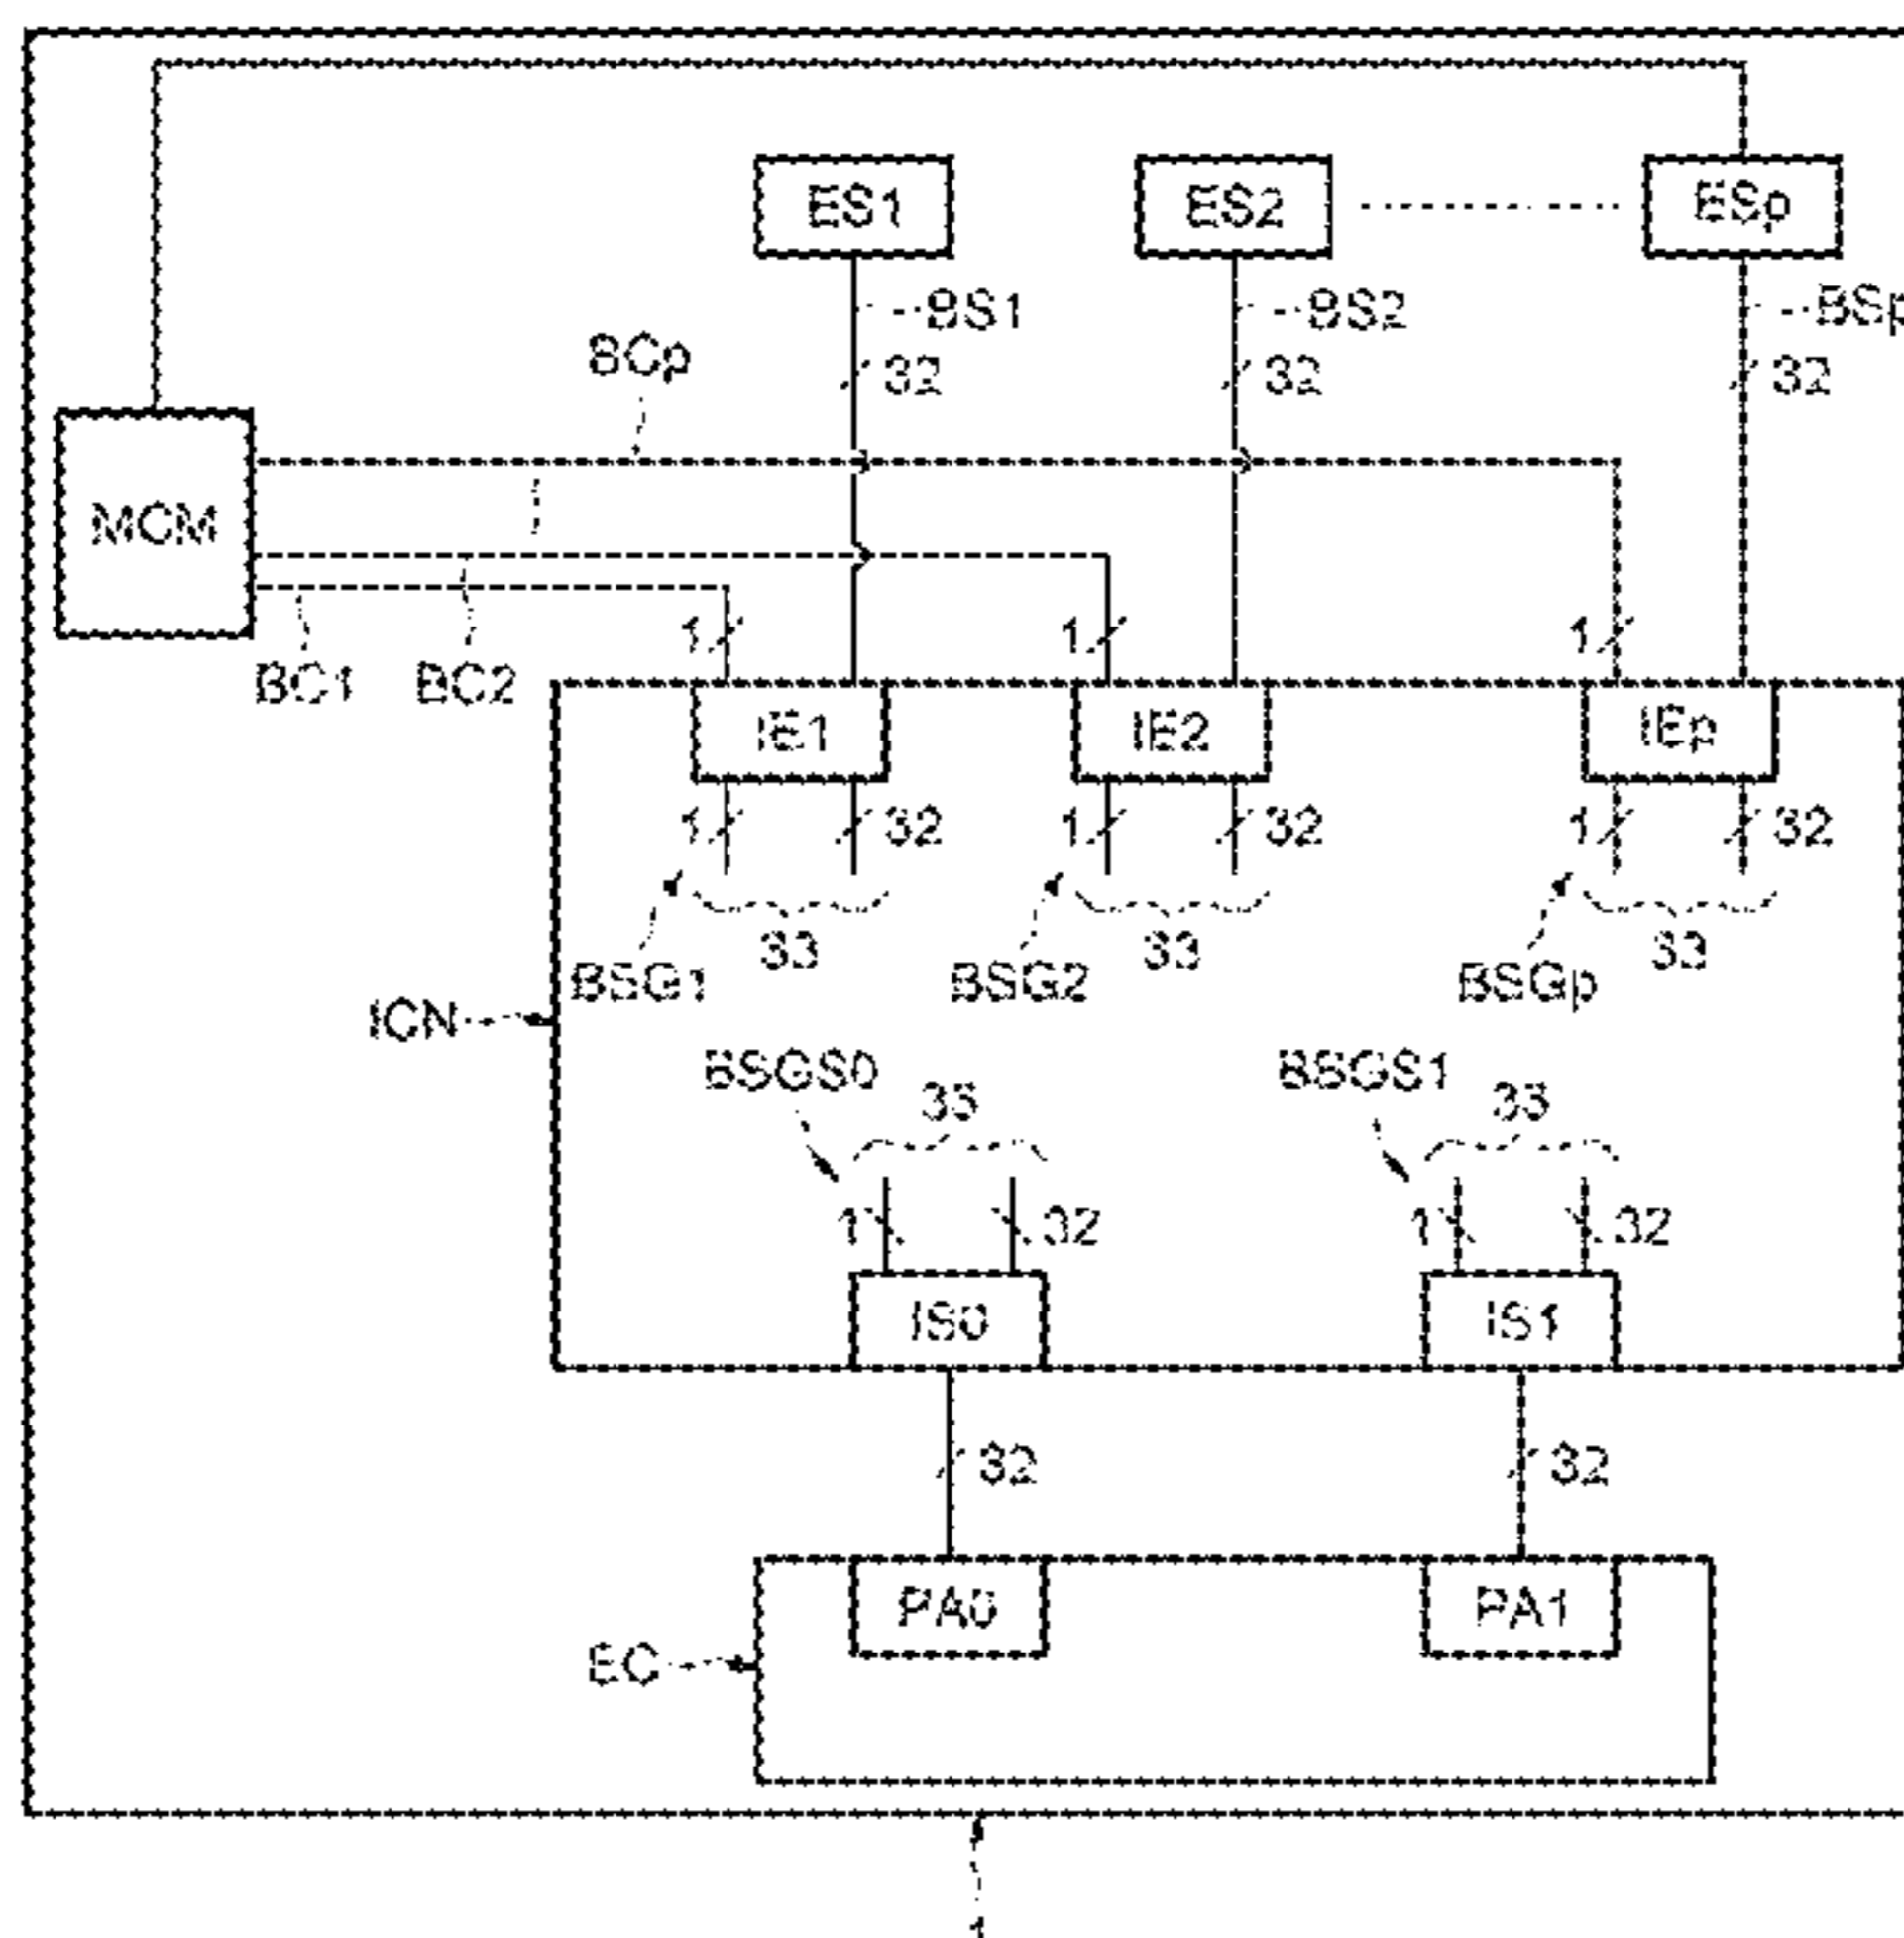 ES1 ES2 ESp
BS1 BS2 BSp
BCp 32 32 32
MCM
1 1 1
BC1 BC2
IE1 IE2 IEp
1 32 1 32 1 32
33 33 33
BSG1 BSG2 BSGp
ICN
BSGS0 BSGS1
33 33
1 32 1 32
IS0 IS1
32 32
PA0 PA1
EC
1